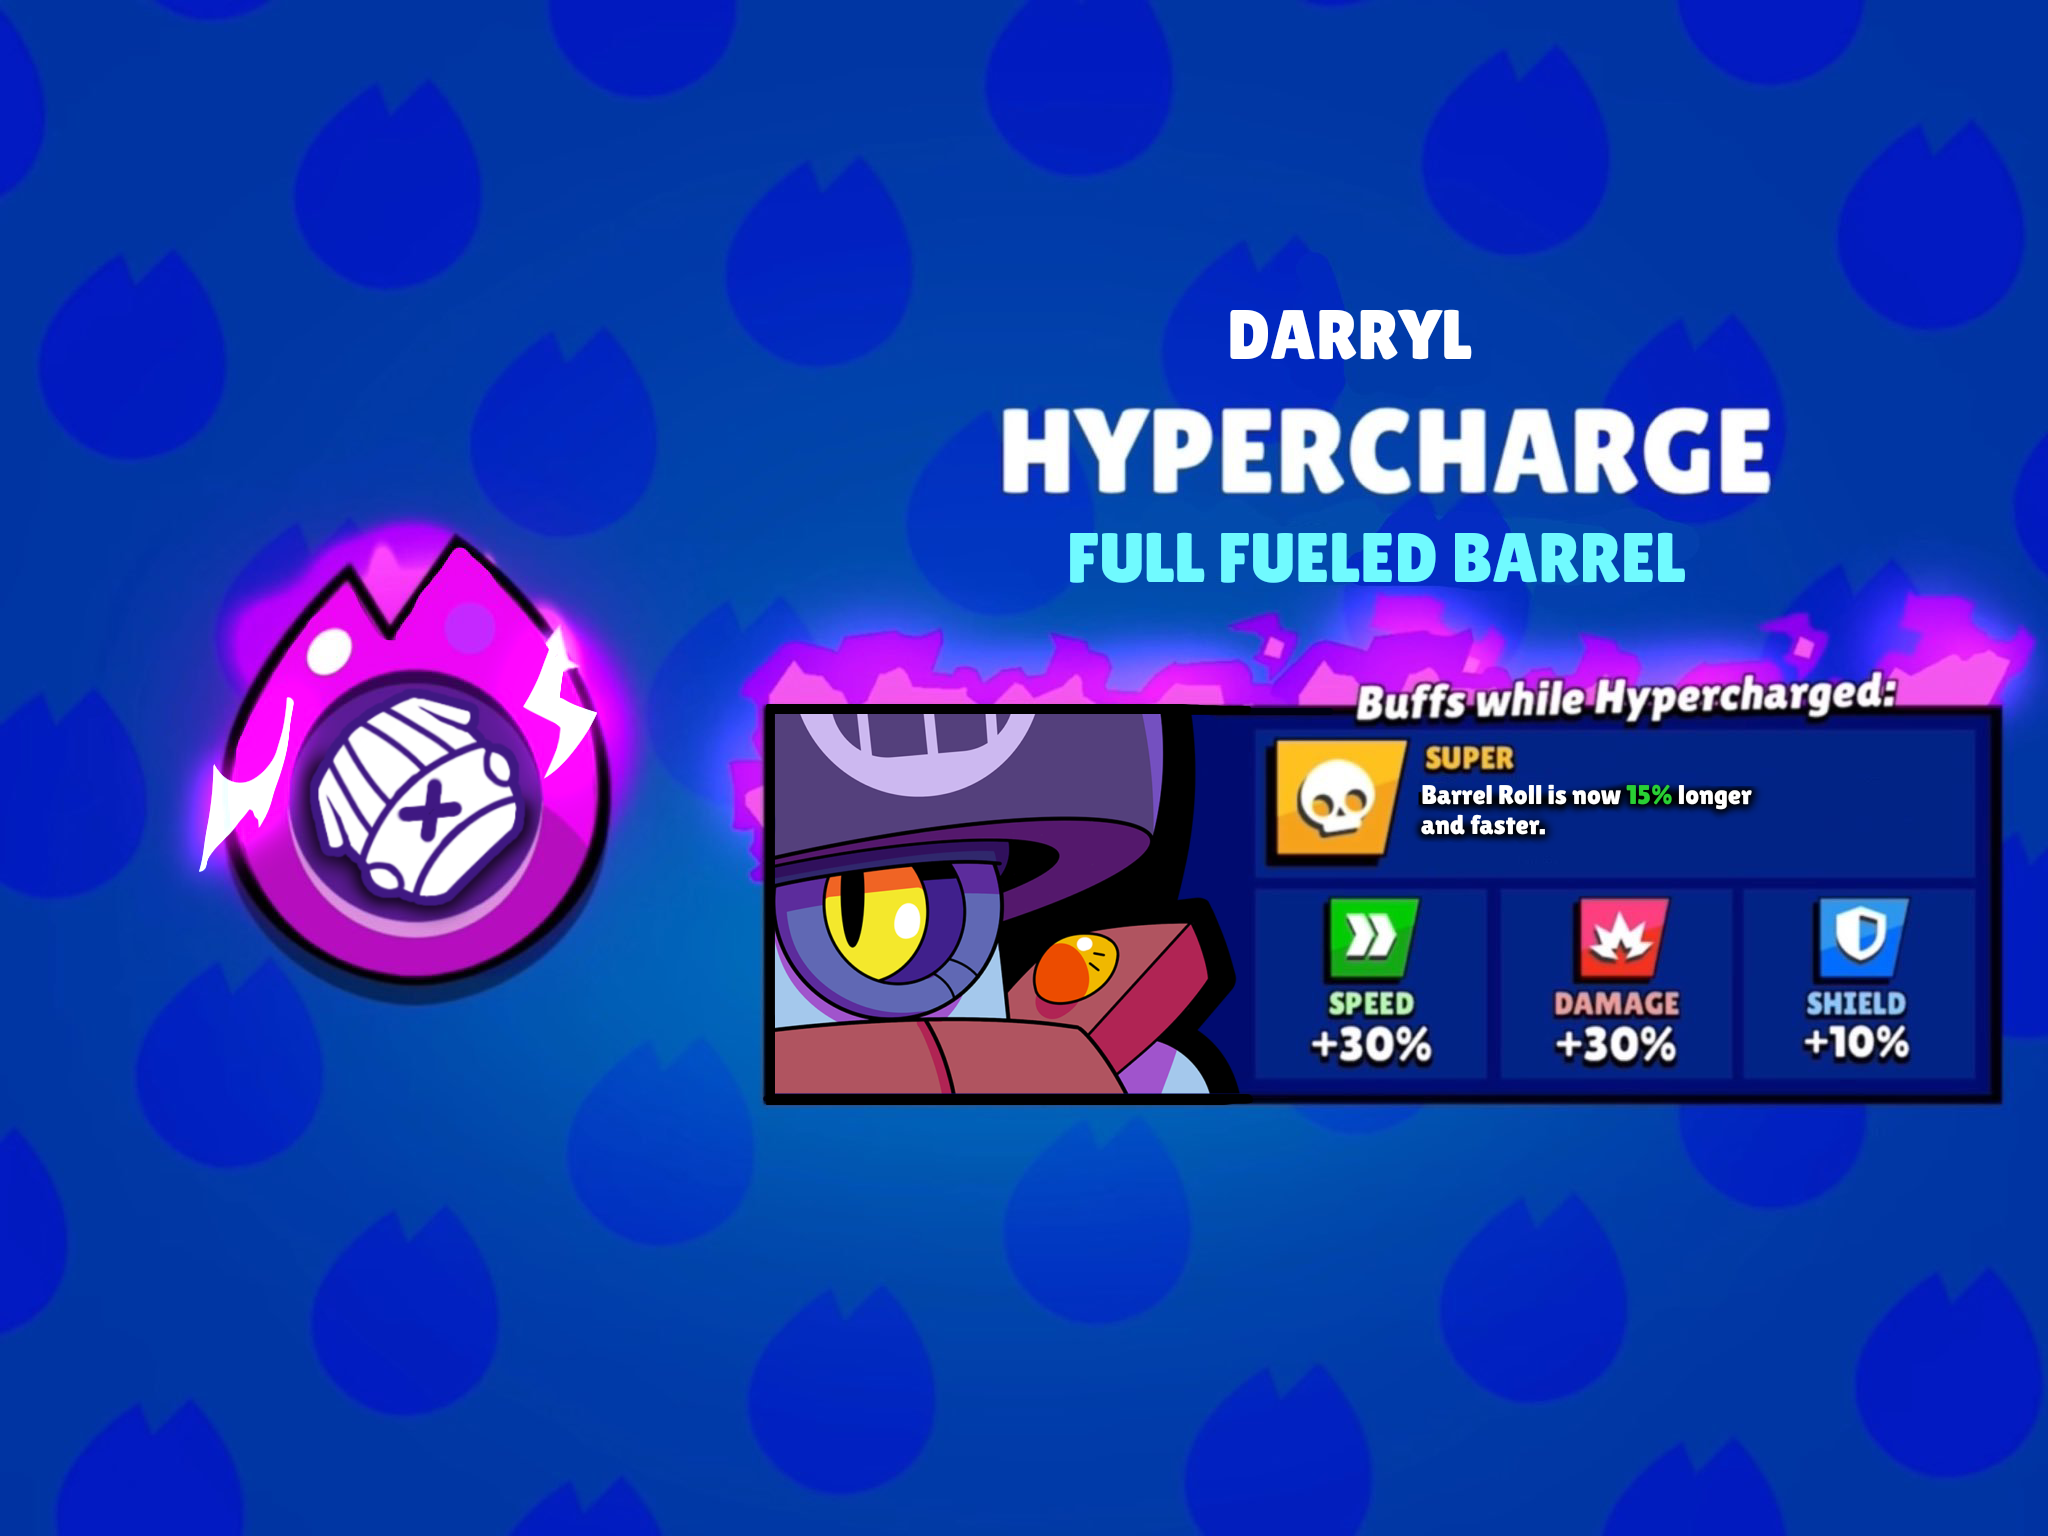 DARRYL
HYPERCHARGE
FULL FUELED BARREL
Buffs while Hypercharged:
SUPER
Barrel Roll is now 15% longer
and faster.
SPEED
+30%
DAMAGE
+30%
SHIELD
+10%